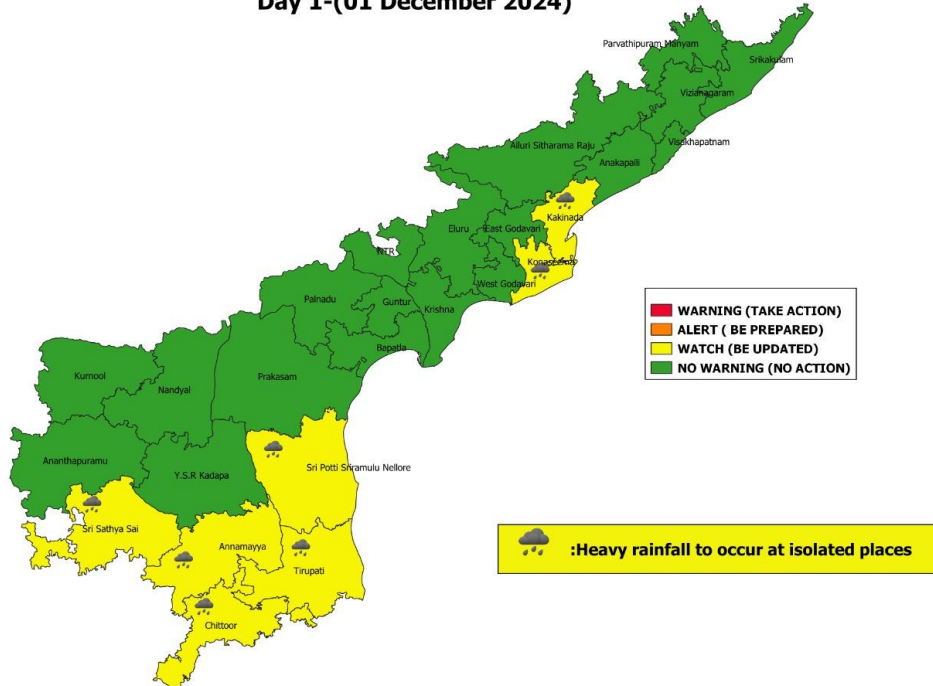 Day 1-(01 December 2024)
Parvathipuram Manyam
Srikakulam
Vizianagaram
Visakhapatnam
Alluri Sitharama Raju
Anakapalli
Kakinada
Eluru
East Godavari
NTR
Konaseema
West Godavari
Palnadu
Guntur
Krishna
Bapatla
Kurnool
Nandyal
Prakasam
WARNING (TAKE ACTION)
ALERT ( BE PREPARED)
WATCH (BE UPDATED)
NO WARNING (NO ACTION)
Ananthapuramu
Y.S.R Kadapa
Sri Potti Sriramulu Nellore
Sri Sathya Sai
Annamayya
Tirupati
Chittoor
:Heavy rainfall to occur at isolated places